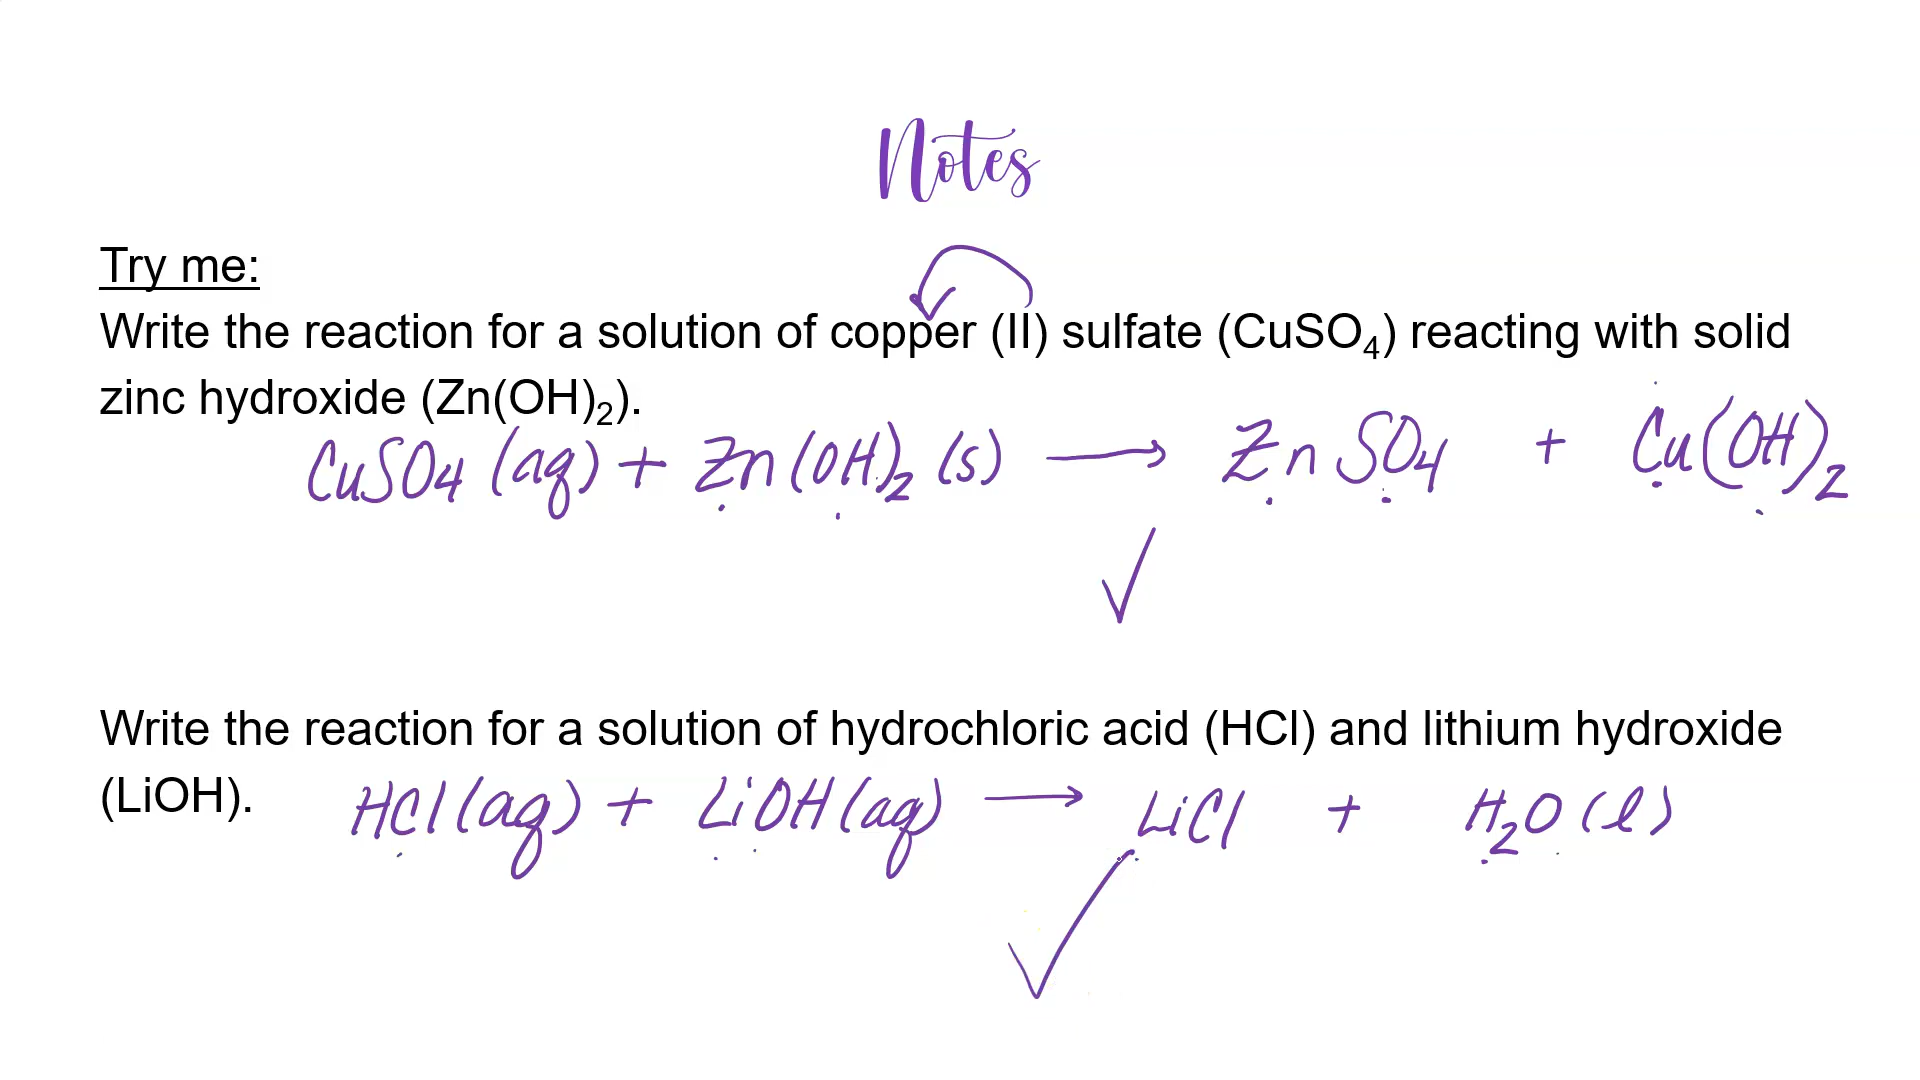 Notes
Try me:
Write the reaction for a solution of copper (II) sulfate (CuSO₄) reacting with solid
zinc hydroxide (Zn(OH)₂).
CuSO₄ (aq) + Zn(OH)₂ (s) → ZnSO₄ + Cu(OH)₂
✓
Write the reaction for a solution of hydrochloric acid (HCl) and lithium hydroxide
(LiOH).
HCl(aq) + LiOH(aq) → LiCl + H₂O(l)
✓